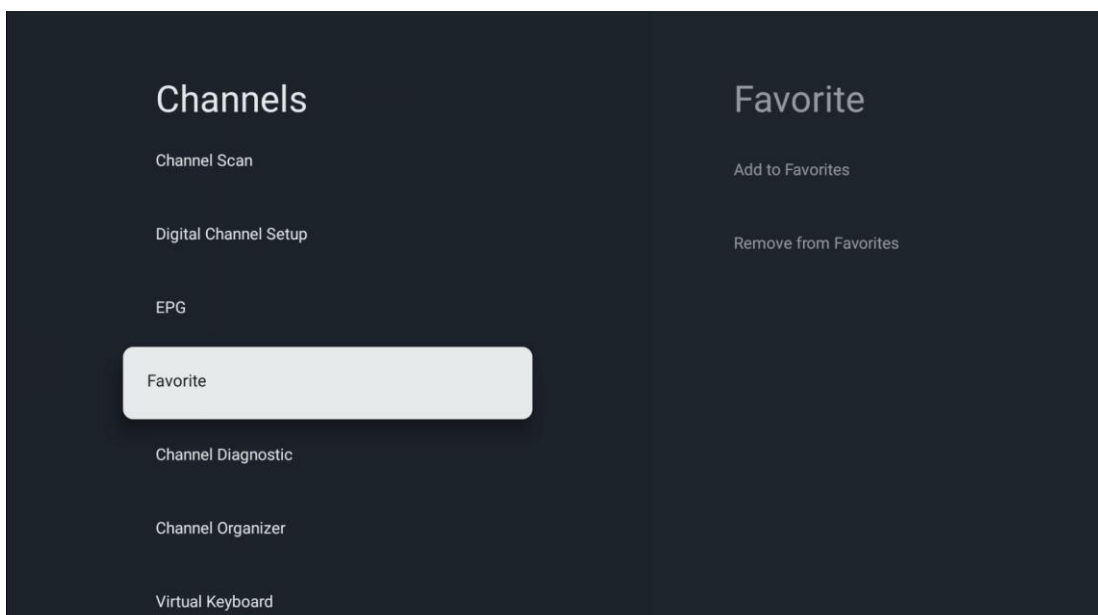 Channels
Channel Scan
Digital Channel Setup
EPG
Favorite
Channel Diagnostic
Channel Organizer
Virtual Keyboard
Favorite
Add to Favorites
Remove from Favorites